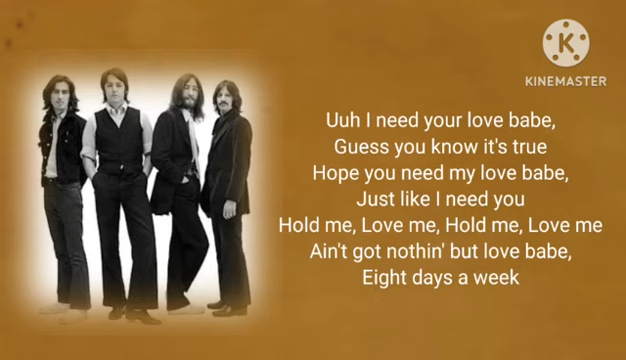 KINEMASTER
Uuh I need your love babe,
Guess you know it's true
Hope you need my love babe,
Just like I need you
Hold me, Love me, Hold me, Love me
Ain't got nothin' but love babe,
Eight days a week